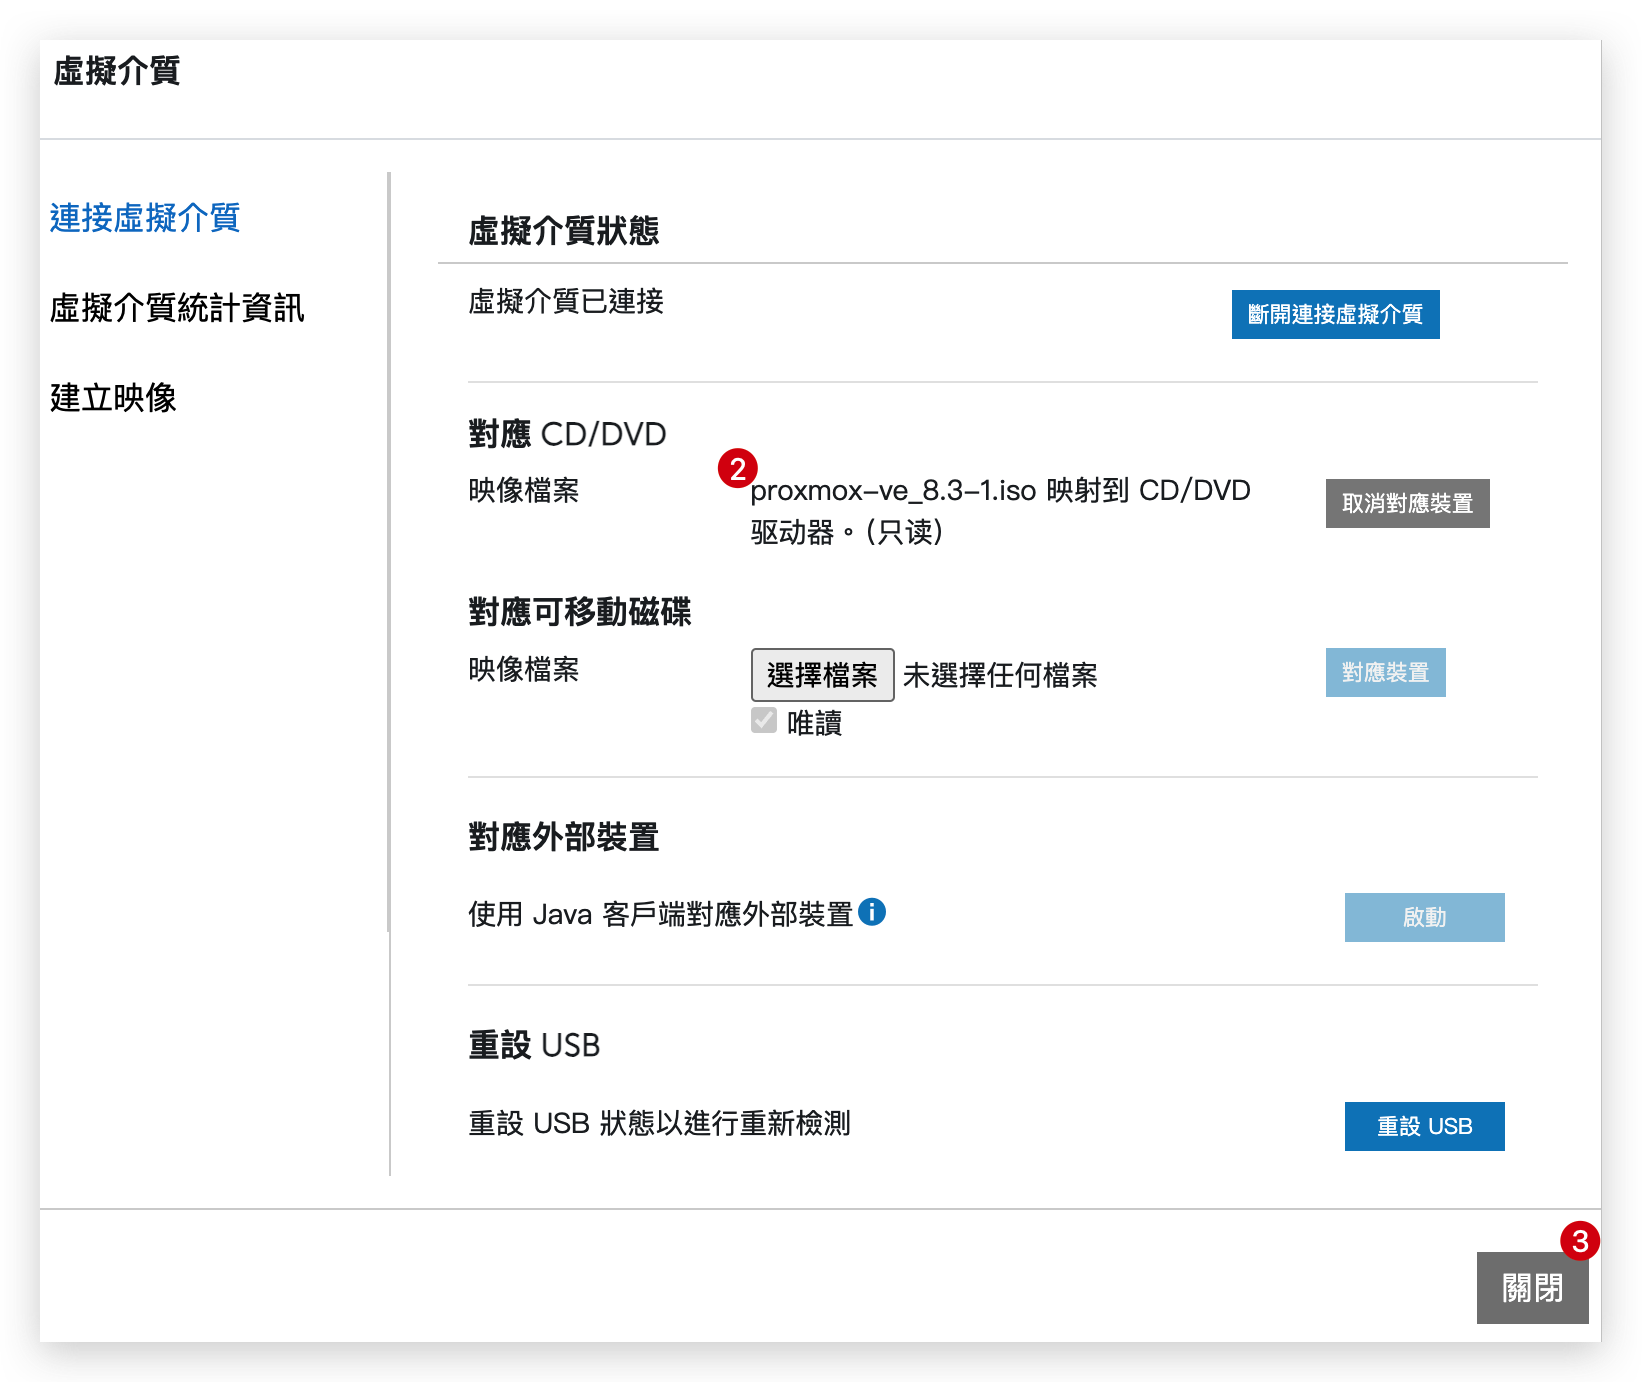 虛擬介質
連接虛擬介質
虛擬介質統計資訊
建立映像
虛擬介質狀態
虛擬介質已連接
斷開連接虛擬介質
對應 CD/DVD
映像檔案
2
proxmox-ve_8.3-1.iso 映射到 CD/DVD
驱动器。(只读)
取消對應裝置
對應可移動磁碟
映像檔案
選擇檔案 未選擇任何檔案
對應裝置
唯讀
對應外部裝置
使用 Java 客戶端對應外部裝置
啟動
重設 USB
重設 USB 狀態以進行重新檢測
重設 USB
3
關閉